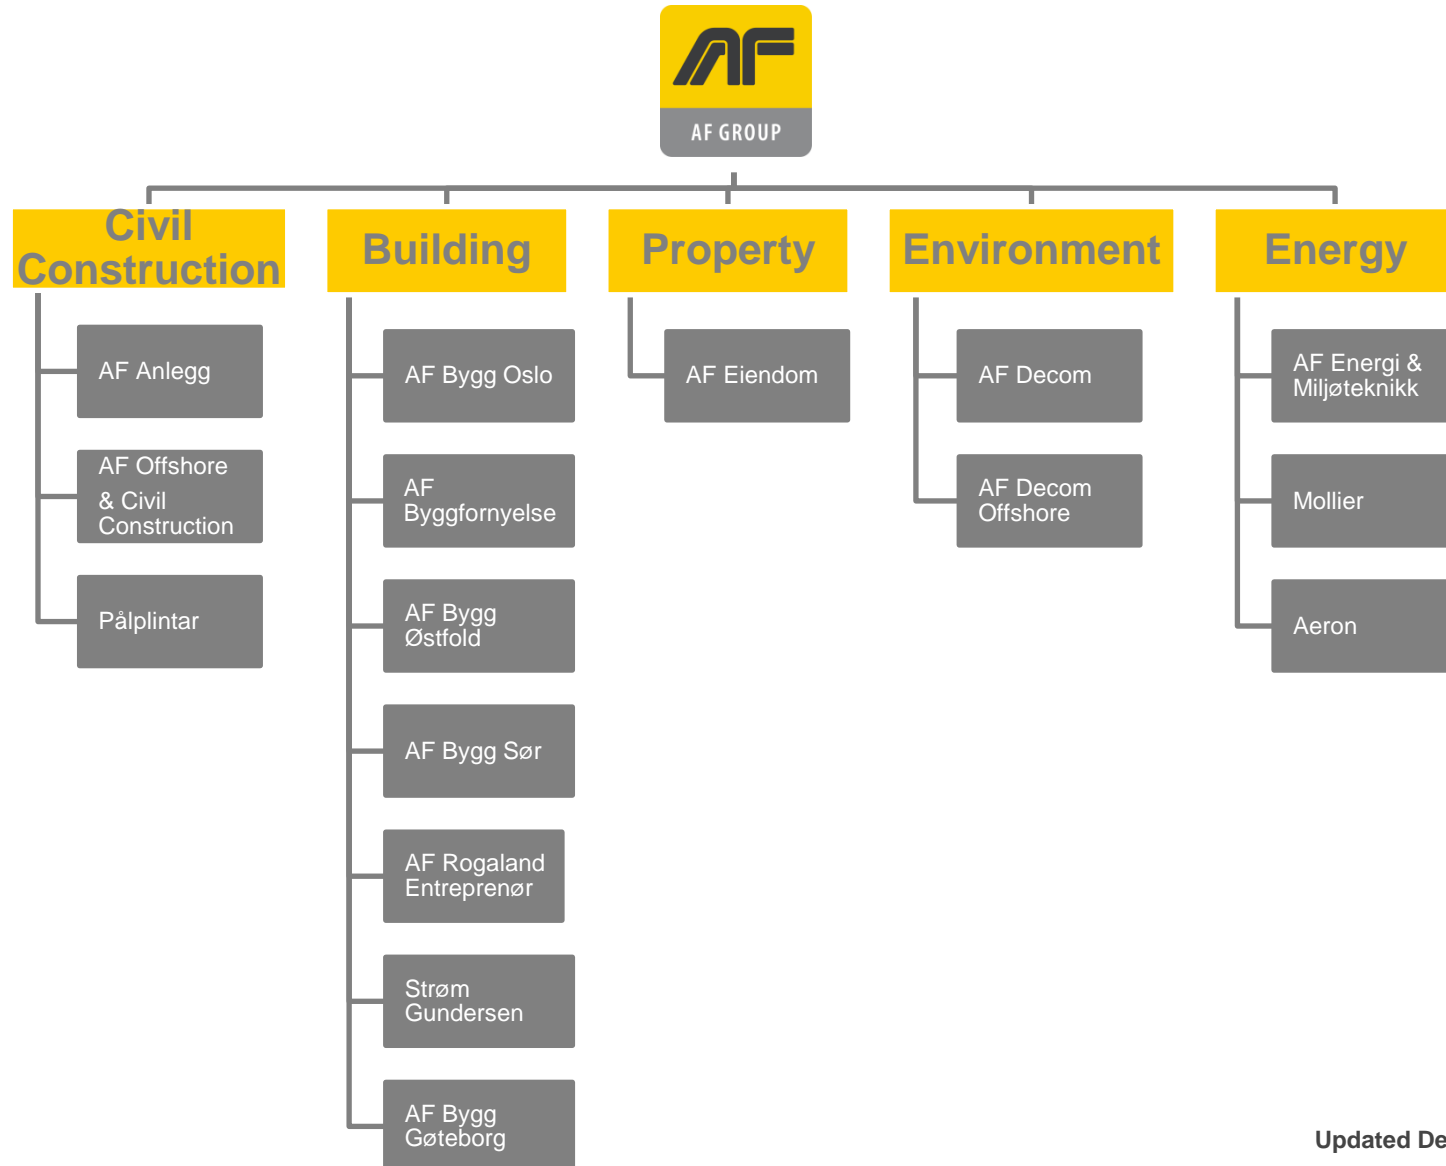 AF
AF GROUP
Civil
Construction
Building
Property
Environment
Energy
AF Anlegg
AF Offshore
& Civil
Construction
Pålplintar
AF Bygg Oslo
AF
Byggfornyelse
AF Bygg
Østfold
AF Bygg Sør
AF Rogaland
Entreprenør
Strøm
Gundersen
AF Bygg
Gøteborg
AF Eiendom
AF Decom
AF Decom
Offshore
AF Energi &
Miljøteknikk
Mollier
Aeron
Updated De